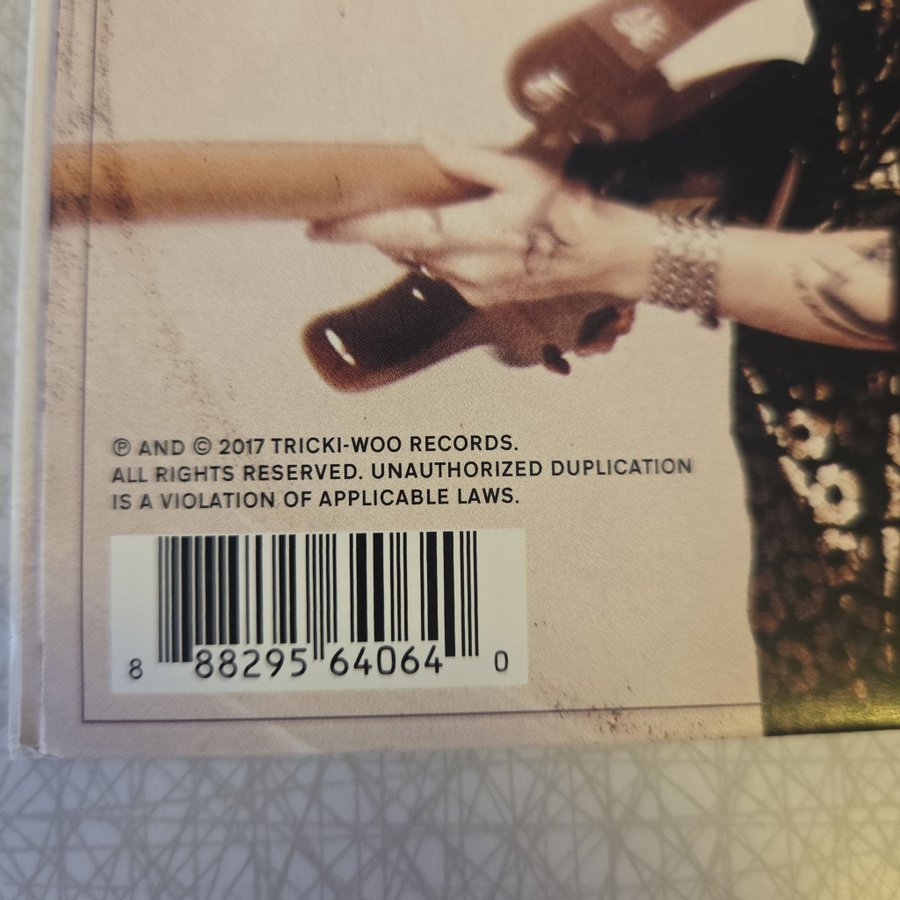 ℗ AND © 2017 TRICKI-WOO RECORDS.
ALL RIGHTS RESERVED. UNAUTHORIZED DUPLICATION
IS A VIOLATION OF APPLICABLE LAWS.
8 88295 64064 0